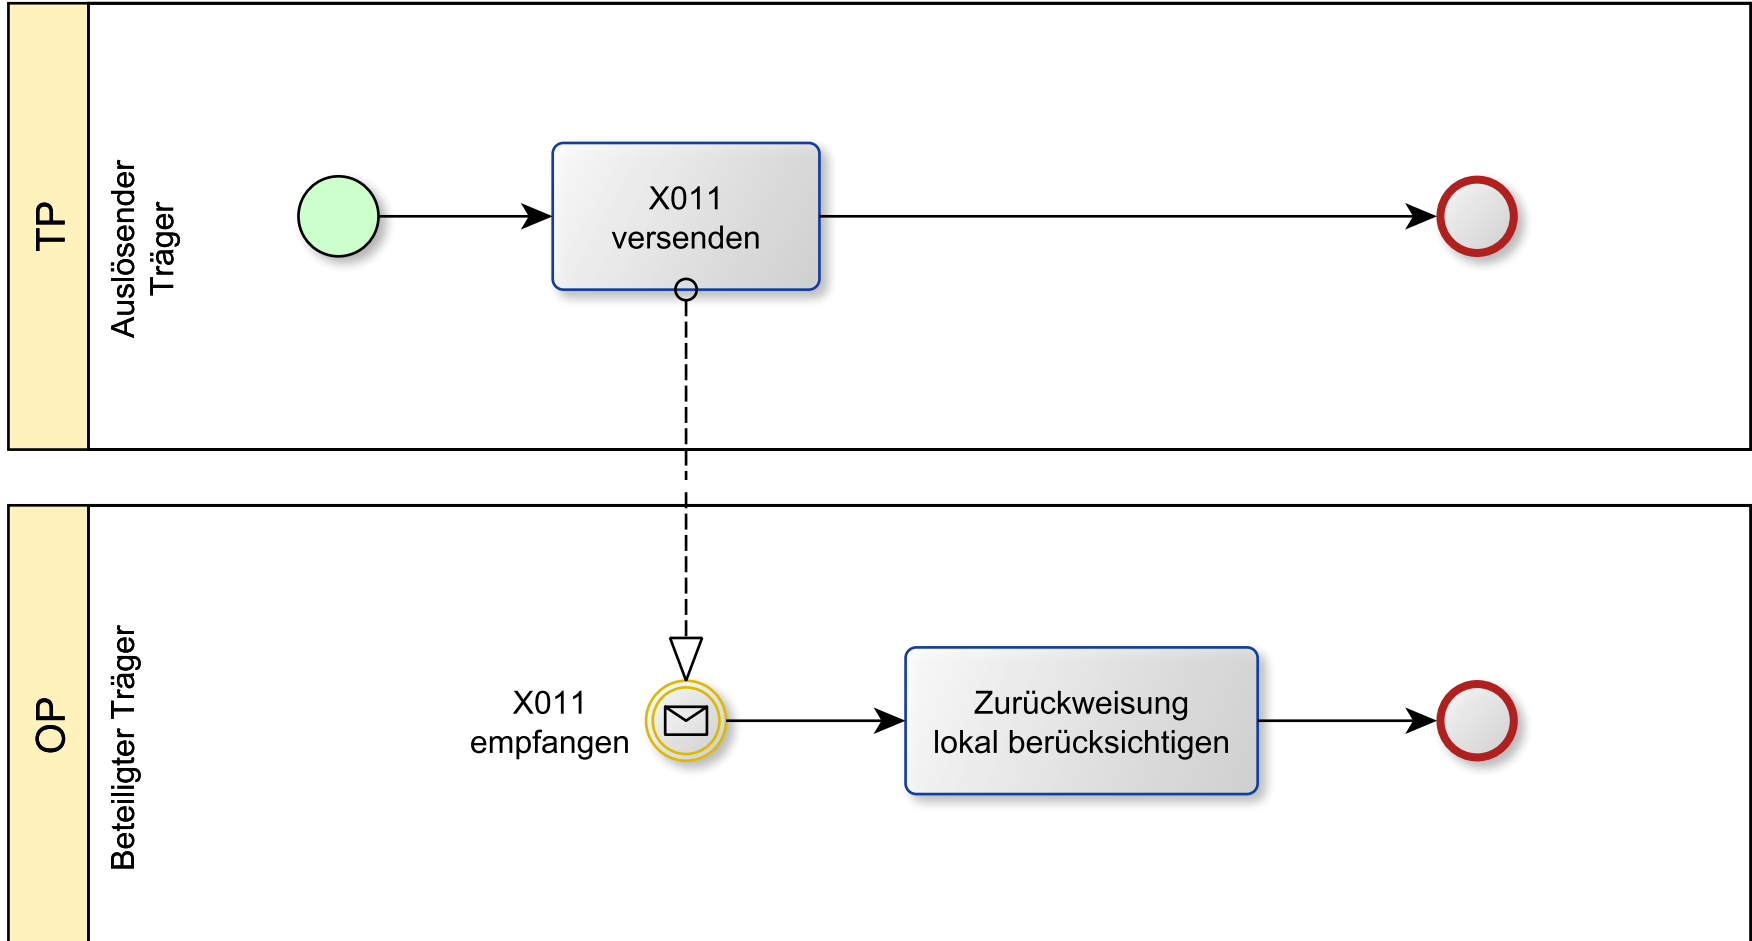 TP
Auslösender
Träger
X011
versenden
OP
Beteiligter Träger
X011
empfangen
Zurückweisung
lokal berücksichtigen